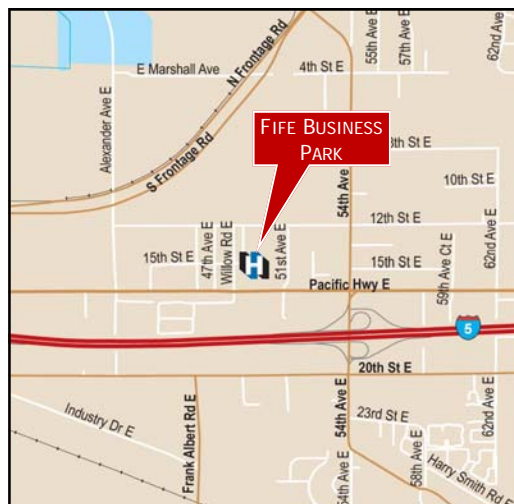 55th Ave E
57th Ave E
62nd Ave
E Marshall Ave
N Frontage Rd
4th St E
Alexander Ave E
S Frontage Rd
FIFE BUSINESS
PARK
54th Ave
8th St E
10th St E
12th St E
47th Ave E
Willow Rd E
H
51st Ave E
15th St E
15th St E
59th Ave Ct E
62nd Ave E
Pacific Hwy E
5
20th St E
Industry Dr E
Frank Albert Rd E
54th Ave E
23rd St E
62nd Ave E
54th Ave E
58th Ave E
Harry Smith Rd E